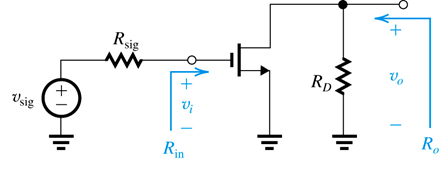 R_sig
+
v_sig
+
−
+
v_i
−
R_in
R_D
+
v_o
−
R_o